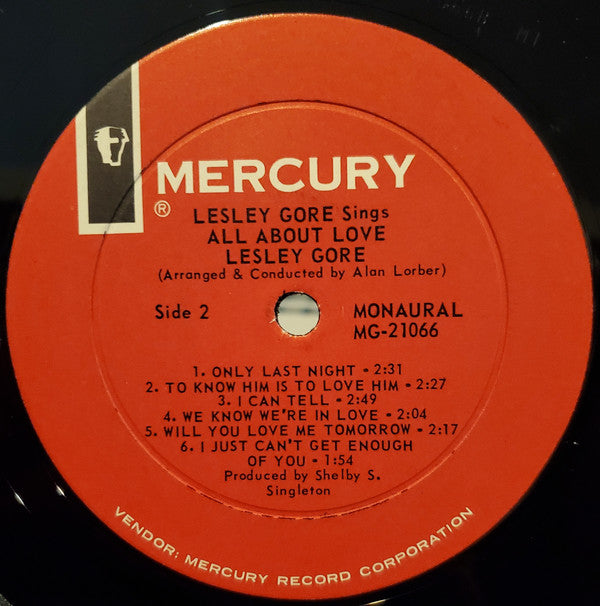 MERCURY
®
LESLEY GORE Sings
ALL ABOUT LOVE
LESLEY GORE
(Arranged & Conducted by Alan Lorber)
Side 2
MONAURAL
MG-21066
1. ONLY LAST NIGHT - 2:31
2. TO KNOW HIM IS TO LOVE HIM - 2:27
3. I CAN TELL - 2:49
4. WE KNOW WE'RE IN LOVE - 2:04
5. WILL YOU LOVE ME TOMORROW - 2:17
6. I JUST CAN'T GET ENOUGH
OF YOU - 1:54
Produced by Shelby S.
Singleton
VENDOR: MERCURY RECORD CORPORATION